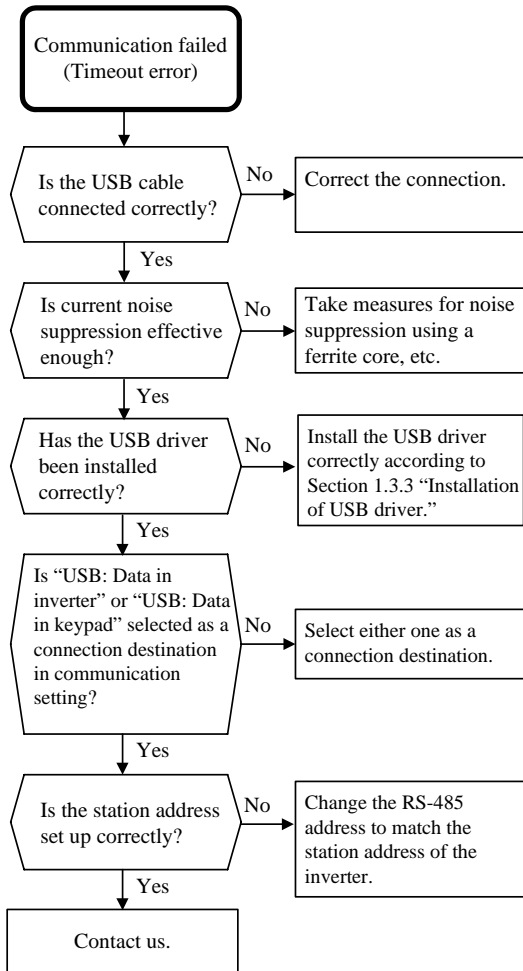 Communication failed
(Timeout error)
Is the USB cable
connected correctly?
No
Correct the connection.
Yes
Is current noise
suppression effective
enough?
No
Take measures for noise
suppression using a
ferrite core, etc.
Yes
Has the USB driver
been installed
correctly?
No
Install the USB driver
correctly according to
Section 1.3.3 “Installation
of USB driver.”
Yes
Is “USB: Data in
inverter” or “USB: Data
in keypad” selected as a
connection destination
in communication
setting?
No
Select either one as a
connection destination.
Yes
Is the station address
set up correctly?
No
Change the RS-485
address to match the
station address of the
inverter.
Yes
Contact us.